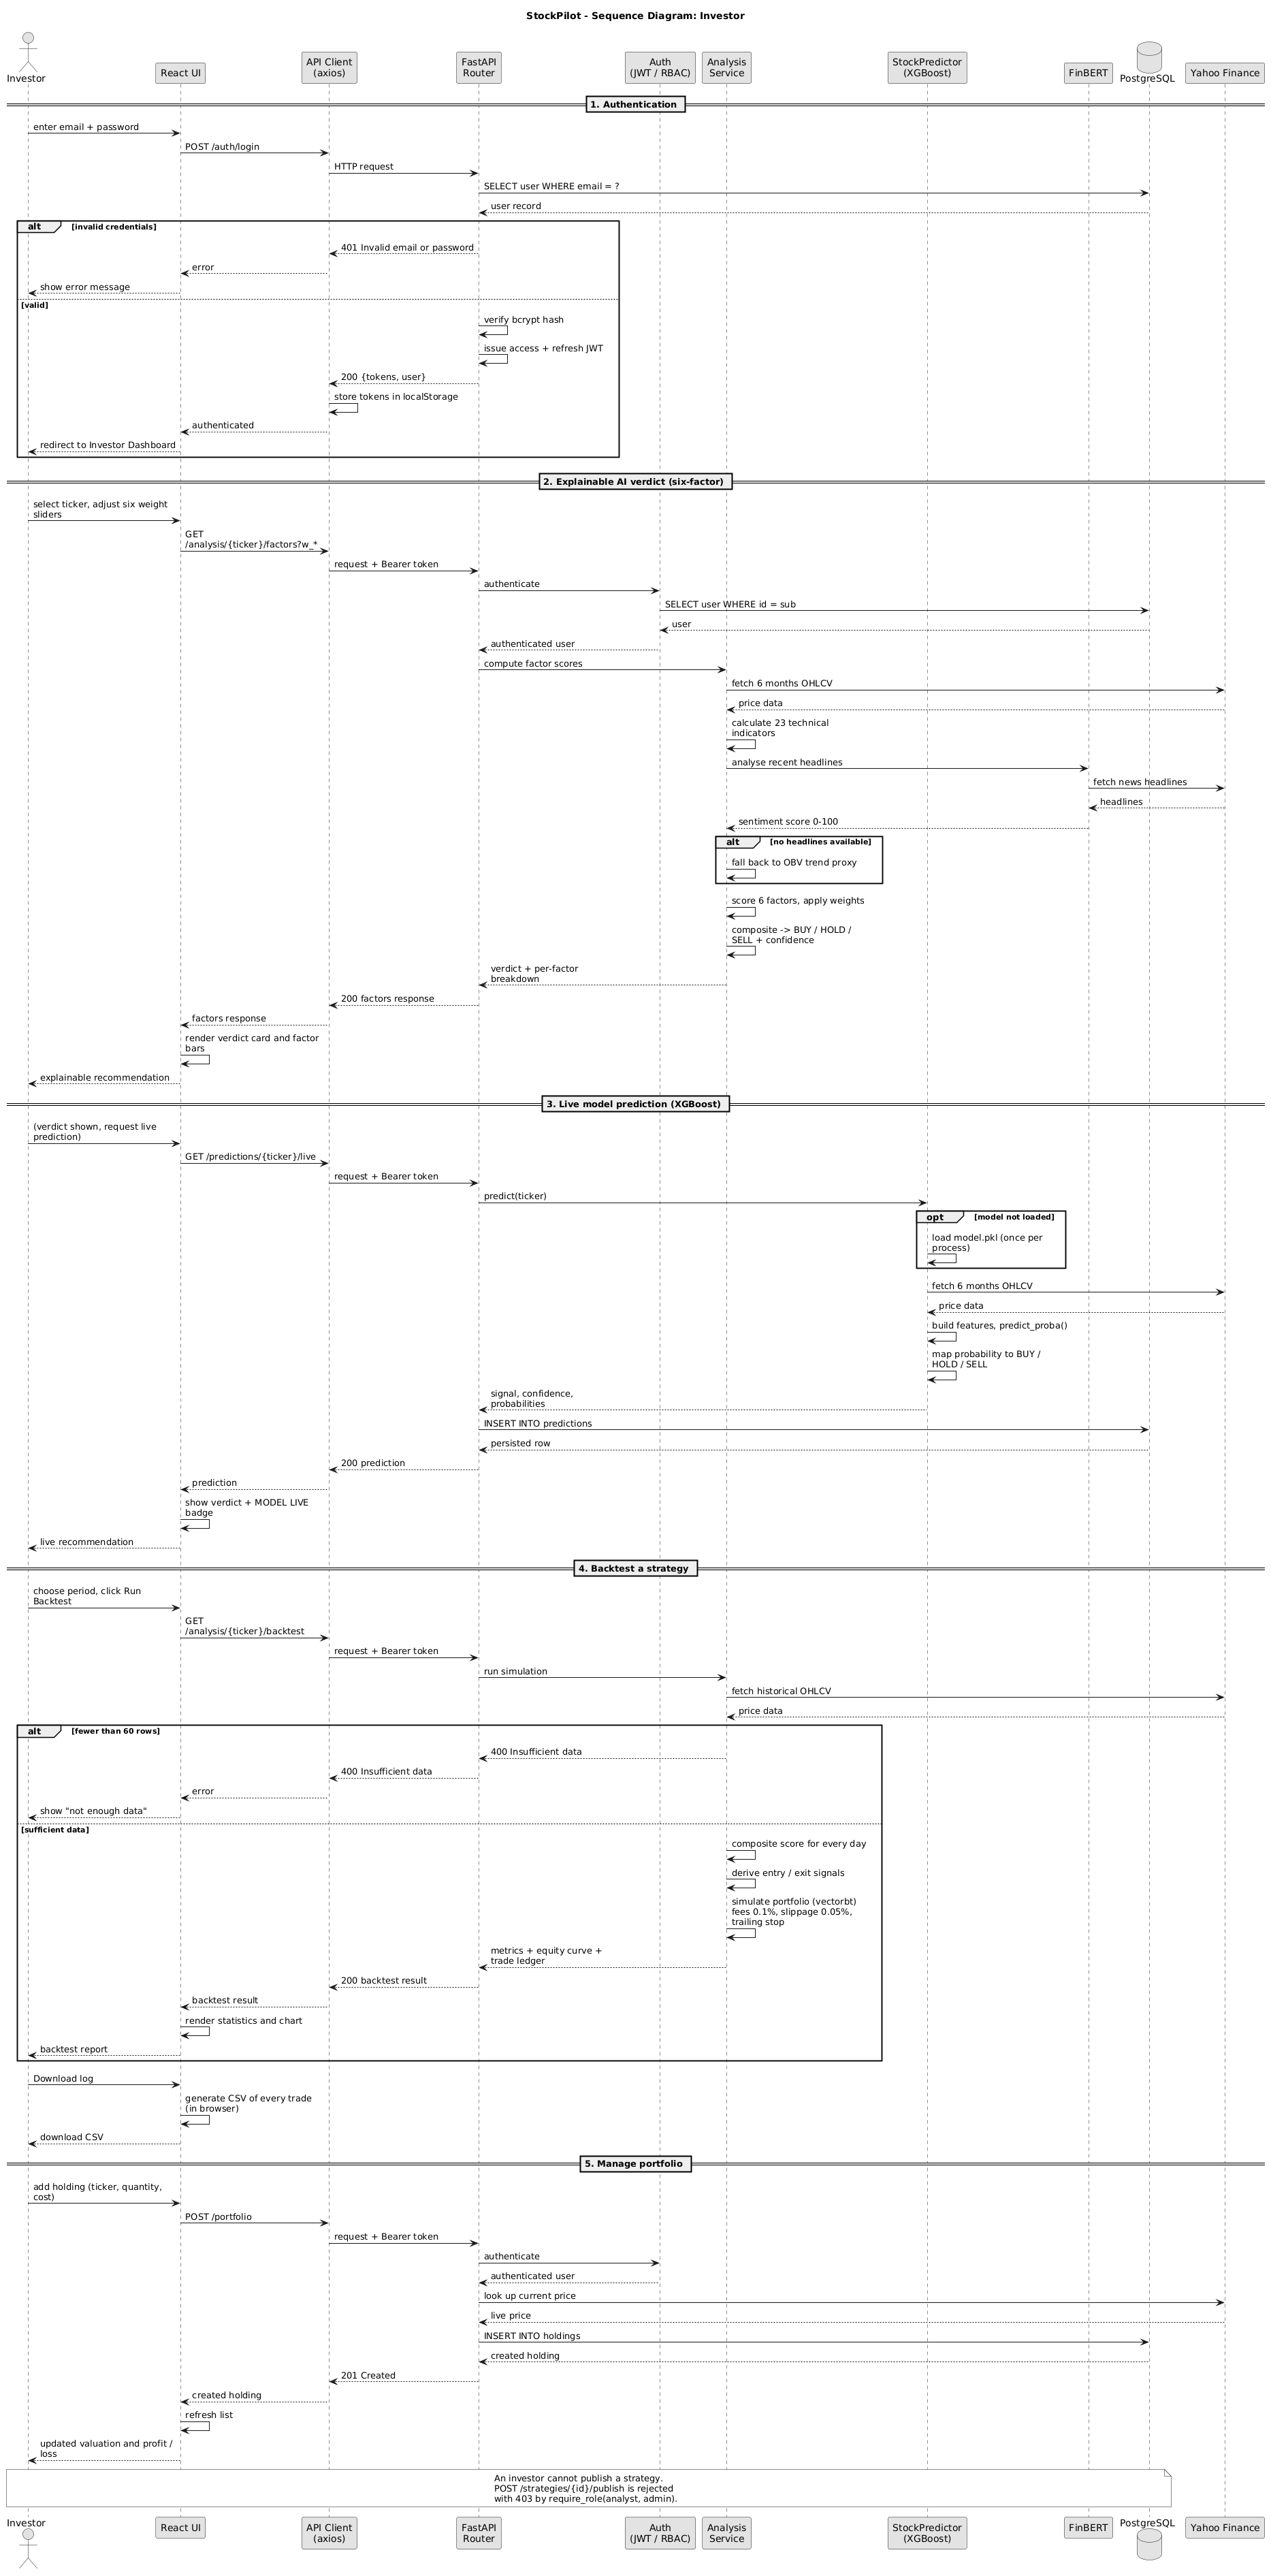 StockPilot - Sequence Diagram: Investor
Investor
React UI
API Client
(axios)
FastAPI
Router
Auth
(JWT / RBAC)
Analysis
Service
StockPredictor
(XGBoost)
FinBERT
PostgreSQL
Yahoo Finance
1. Authentication
enter email + password
POST /auth/login
HTTP request
SELECT user WHERE email = ?
user record
alt [invalid credentials]
401 Invalid email or password
error
show error message
[valid]
verify bcrypt hash
issue access + refresh JWT
200 {tokens, user}
store tokens in localStorage
authenticated
redirect to Investor Dashboard
2. Explainable AI verdict (six-factor)
select ticker, adjust six weight
sliders
GET
/analysis/{ticker}/factors?w_*
request + Bearer token
authenticate
SELECT user WHERE id = sub
user
authenticated user
compute factor scores
fetch 6 months OHLCV
price data
calculate 23 technical
indicators
analyse recent headlines
fetch news headlines
headlines
sentiment score 0-100
alt [no headlines available]
fall back to OBV trend proxy
score 6 factors, apply weights
composite -> BUY / HOLD /
SELL + confidence
verdict + per-factor
breakdown
200 factors response
factors response
render verdict card and factor
bars
explainable recommendation
3. Live model prediction (XGBoost)
(verdict shown, request live
prediction)
GET /predictions/{ticker}/live
request + Bearer token
predict(ticker)
opt [model not loaded]
load model.pkl (once per
process)
fetch 6 months OHLCV
price data
build features, predict_proba()
map probability to BUY /
HOLD / SELL
signal, confidence,
probabilities
INSERT INTO predictions
persisted row
200 prediction
prediction
show verdict + MODEL LIVE
badge
live recommendation
4. Backtest a strategy
choose period, click Run
Backtest
GET
/analysis/{ticker}/backtest
request + Bearer token
run simulation
fetch historical OHLCV
price data
alt [fewer than 60 rows]
400 Insufficient data
400 Insufficient data
error
show "not enough data"
[sufficient data]
composite score for every day
derive entry / exit signals
simulate portfolio (vectorbt)
fees 0.1%, slippage 0.05%,
trailing stop
metrics + equity curve +
trade ledger
200 backtest result
backtest result
render statistics and chart
backtest report
Download log
generate CSV of every trade
(in browser)
download CSV
5. Manage portfolio
add holding (ticker, quantity,
cost)
POST /portfolio
request + Bearer token
authenticate
authenticated user
look up current price
live price
INSERT INTO holdings
created holding
201 Created
created holding
refresh list
updated valuation and profit /
loss
An investor cannot publish a strategy.
POST /strategies/{id}/publish is rejected
with 403 by require_role(analyst, admin).
Investor
React UI
API Client
(axios)
FastAPI
Router
Auth
(JWT / RBAC)
Analysis
Service
StockPredictor
(XGBoost)
FinBERT
PostgreSQL
Yahoo Finance